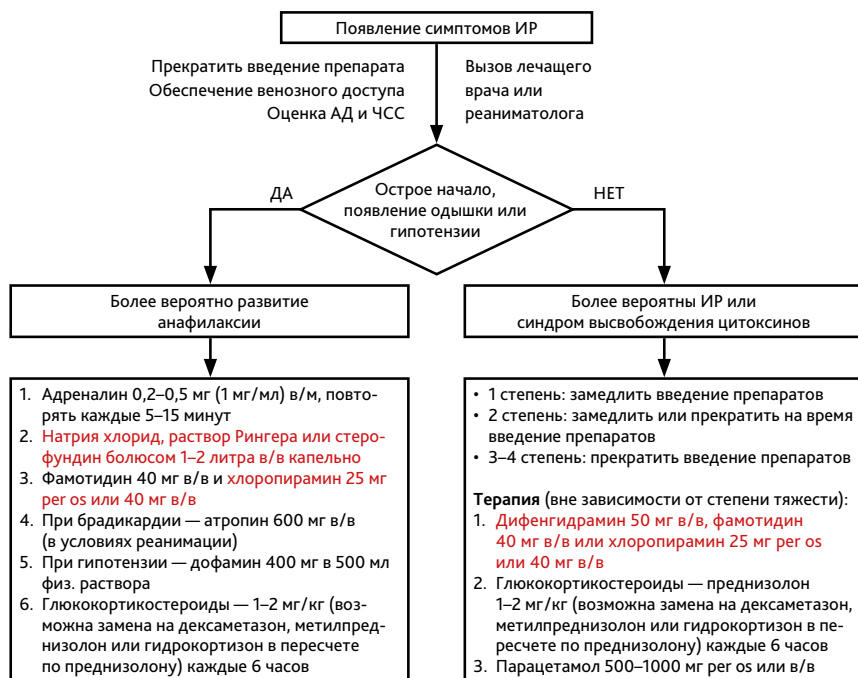 Появление симптомов ИР
Прекратить введение препарата
Обеспечение венозного доступа
Оценка АД и ЧСС
Вызов лечащего
врача или
реаниматолога
Острое начало,
появление одышки или
гипотензии
ДА
НЕТ
Более вероятно развитие
анафилаксии
1. Адреналин 0,2–0,5 мг (1 мг/мл) в/м, повто-
рять каждые 5–15 минут
2. Натрия хлорид, раствор Рингера или стеро-
фундин болюсом 1–2 литра в/в капельно
3. Фамотидин 40 мг в/в и хлоропирамин 25 мг
per os или 40 мг в/в
4. При брадикардии — атропин 600 мг в/в
(в условиях реанимации)
5. При гипотензии — дофамин 400 мг в 500 мл
физ. раствора
6. Глюкокортикостероиды — 1–2 мг/кг (воз-
можна замена на дексаметазон, метилпред-
низолон или гидрокортизон в пересчете
по преднизолону) каждые 6 часов
Более вероятны ИР или
синдром высвобождения цитоксинов
• 1 степень: замедлить введение препаратов
• 2 степень: замедлить или прекратить на время
введение препаратов
• 3–4 степень: прекратить введение препаратов
Терапия (вне зависимости от степени тяжести):
1. Дифенгидрамин 50 мг в/в, фамотидин
40 мг в/в или хлоропирамин 25 мг per os
или 40 мг в/в
2. Глюкокортикостероиды — преднизолон
1–2 мг/кг (возможна замена на дексаметазон,
метилпреднизолон или гидрокортизон в пе-
ресчете по преднизолону) каждые 6 часов
3. Парацетамол 500–1000 мг per os или в/в